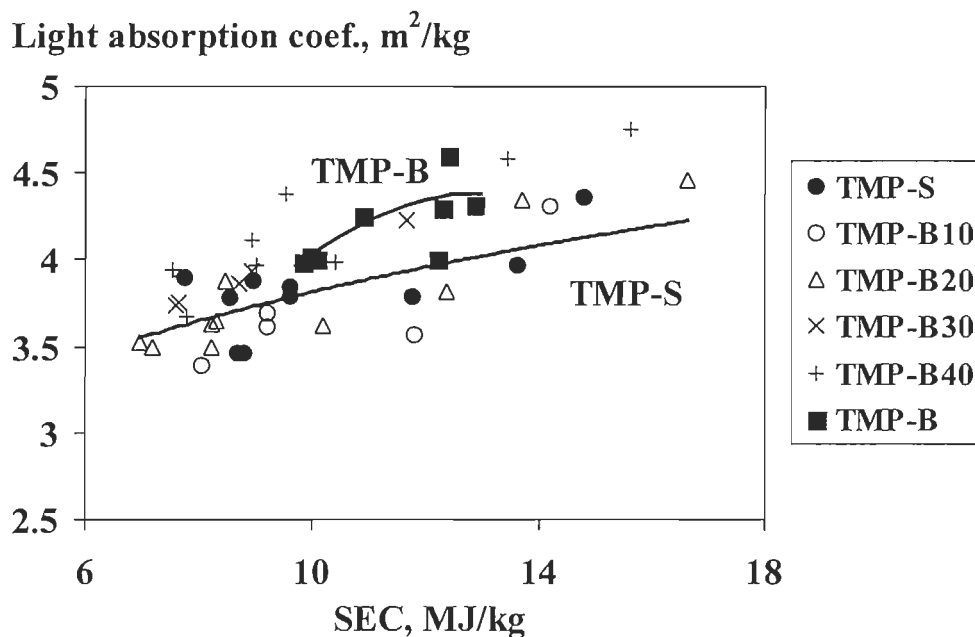 Light absorption coef., m²/kg
5
4.5
4
3.5
3
2.5
6
10
14
18
SEC, MJ/kg
TMP-B
TMP-S
TMP-S
TMP-B10
TMP-B20
TMP-B30
TMP-B40
TMP-B